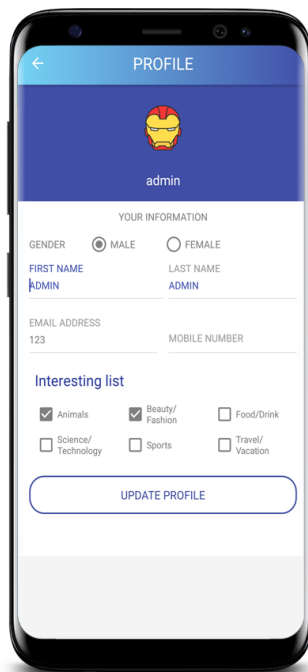 PROFILE
admin
YOUR INFORMATION
GENDER MALE FEMALE
FIRST NAME LAST NAME
ADMIN ADMIN
EMAIL ADDRESS
123 MOBILE NUMBER
Interesting list
Animals Beauty/
Fashion Food/Drink
Science/
Technology Sports Travel/
Vacation
UPDATE PROFILE